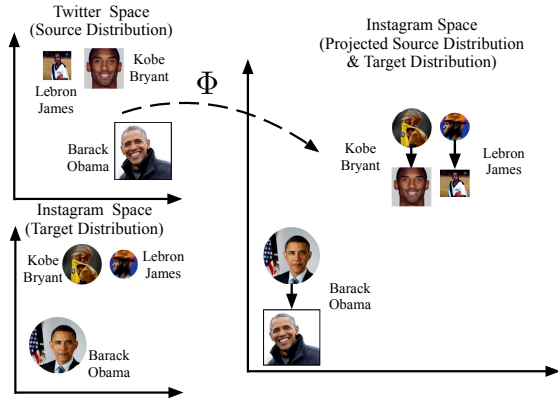 Twitter Space
(Source Distribution)
Kobe
Bryant
Lebron
James
Barack
Obama
Φ
Instagram Space
(Target Distribution)
Kobe
Bryant
Lebron
James
Barack
Obama
Instagram Space
(Projected Source Distribution
& Target Distribution)
Kobe
Bryant
Lebron
James
Barack
Obama